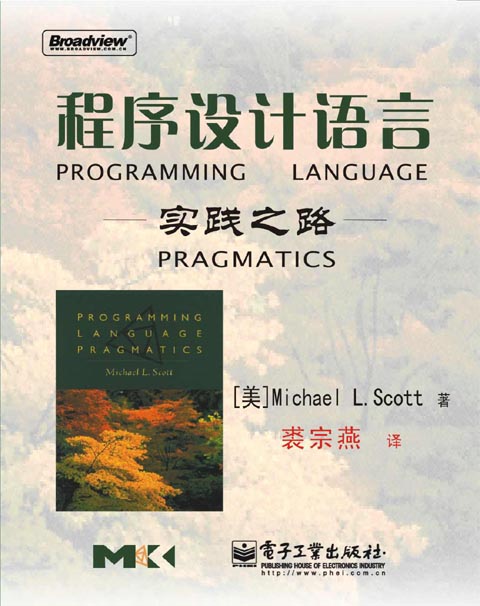 Broadview®
WWW.BROADVIEW.COM.CN
程序设计语言
PROGRAMMING LANGUAGE
实践之路
PRAGMATICS
PROGRAMMING
LANGUAGE
PRAGMATICS
Michael L. Scott
[美]Michael L.Scott 著
裘宗燕 译
MK
電子工業出版社
PUBLISHING HOUSE OF ELECTRONICS INDUSTRY
http://www.phei.com.cn